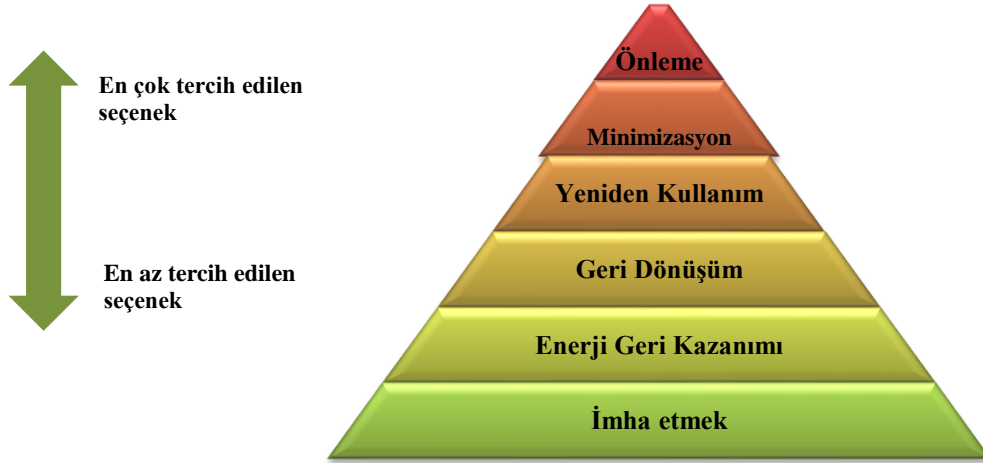 En çok tercih edilen
seçenek
En az tercih edilen
seçenek
Önleme
Minimizasyon
Yeniden Kullanım
Geri Dönüşüm
Enerji Geri Kazanımı
İmha etmek